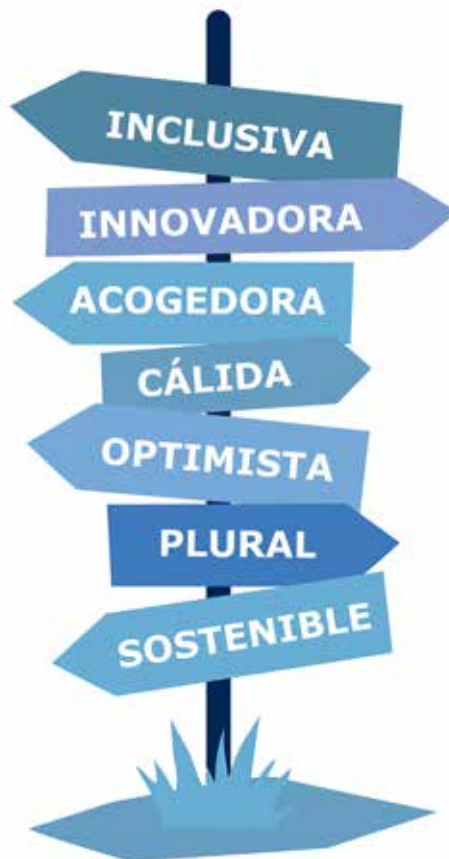 INCLUSIVA
INNOVADORA
ACOGEDORA
CÁLIDA
OPTIMISTA
PLURAL
SOSTENIBLE